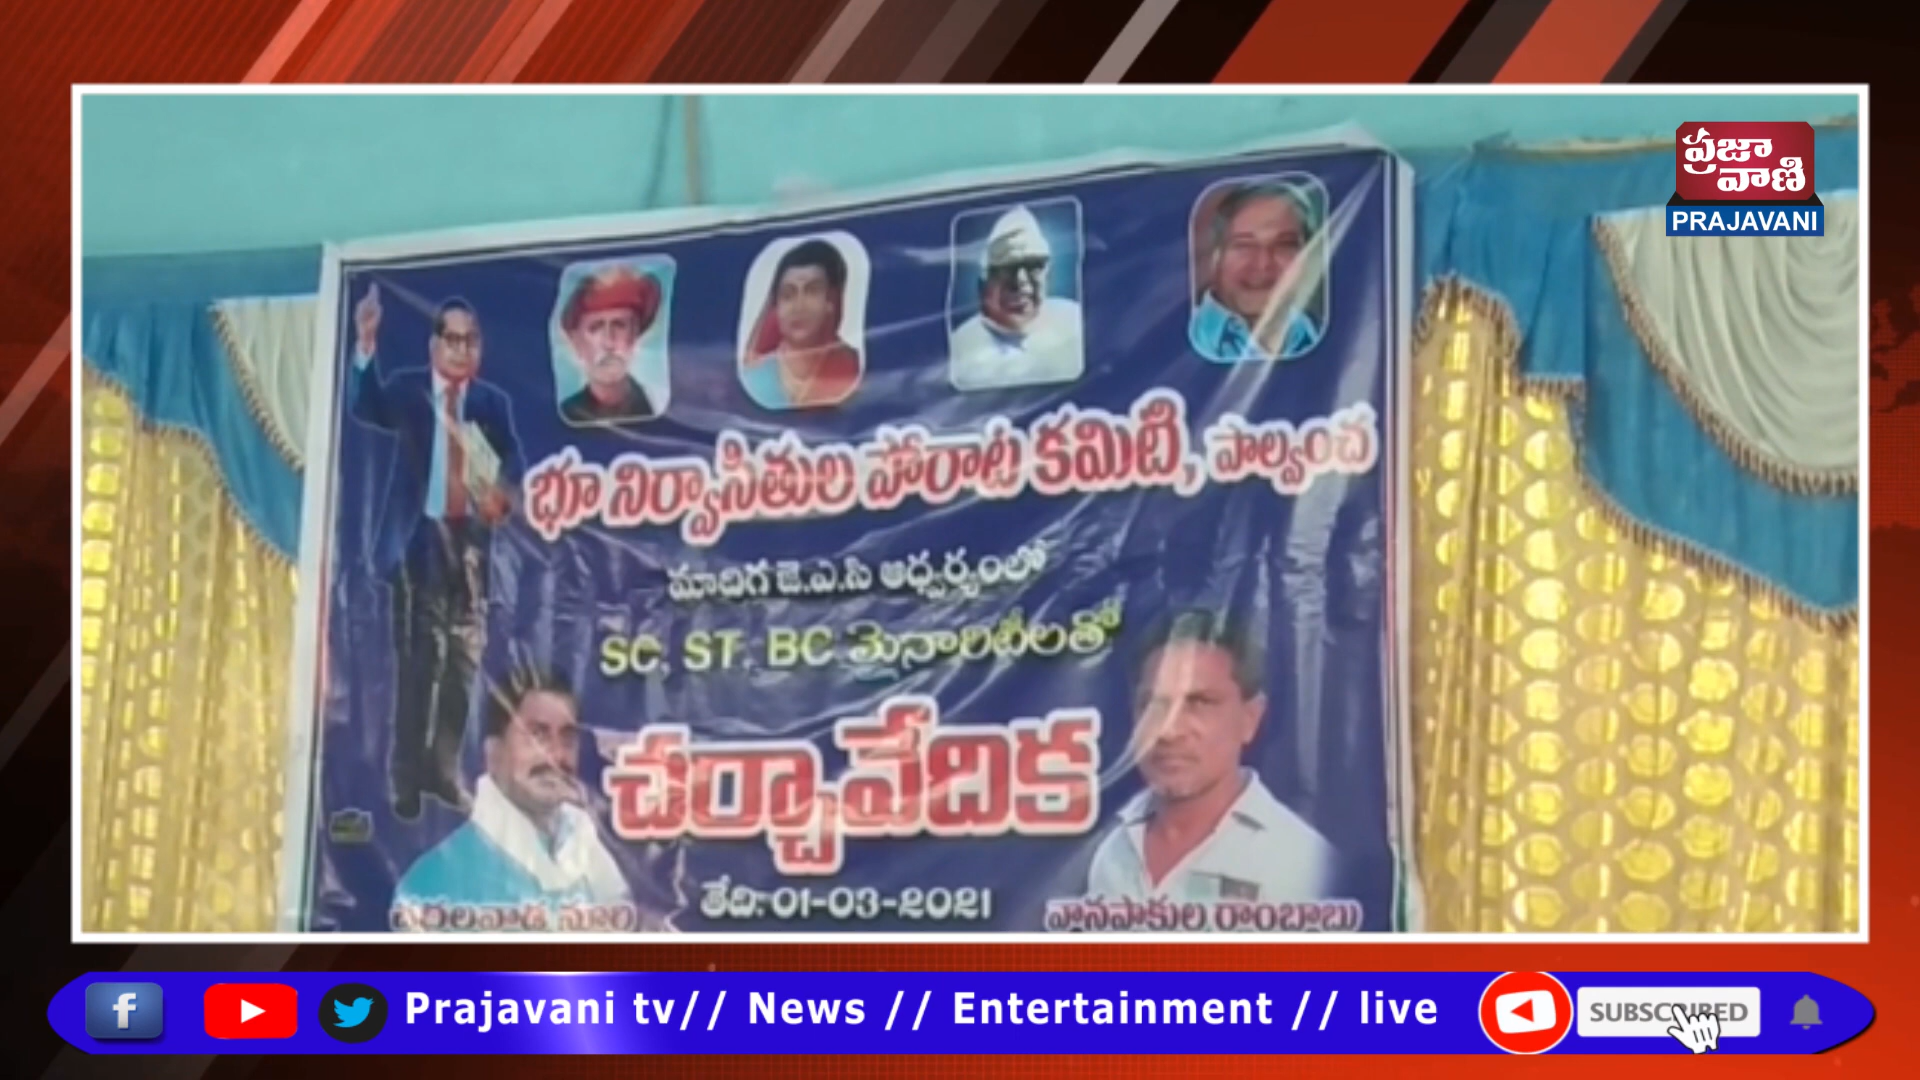 ప్రజా
వాణి
PRAJAVANI
భూ నిర్వాసితుల పోరాట కమిటి, పాల్వంచ
మాదిగ జె.ఎ.సి ఆధ్వర్యంలో
SC, ST, BC మైనారిటీలతో
చర్చావేదిక
తేది: 01-03-2021
వానపాకుల రాంబాబు
Prajavani tv// News // Entertainment // live
SUBSCRIBED